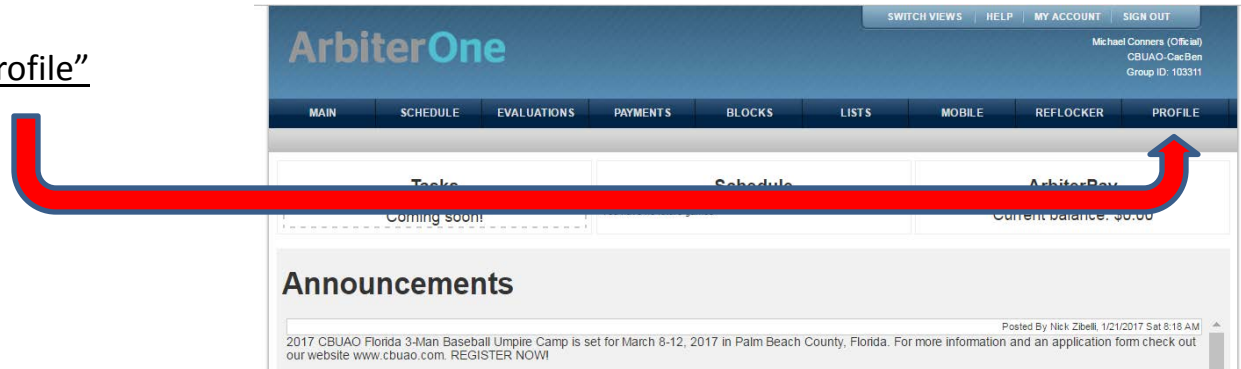 SWITCH VIEWS | HELP | MY ACCOUNT | SIGN OUT
ArbiterOne
Michael Conners (Official)
CBUAO-CacBen
Group ID: 103311
rofile”
MAIN SCHEDULE EVALUATIONS PAYMENTS BLOCKS LISTS MOBILE REFLOCKER PROFILE
Tasks Schedule ArbiterPay
Coming soon! Current balance: $0.00
Announcements
Posted By Nick Zibelli, 1/21/2017 Sat 8:18 AM
2017 CBUAO Florida 3-Man Baseball Umpire Camp is set for March 8-12, 2017 in Palm Beach County, Florida. For more information and an application form check out
our website www.cbuao.com. REGISTER NOW!